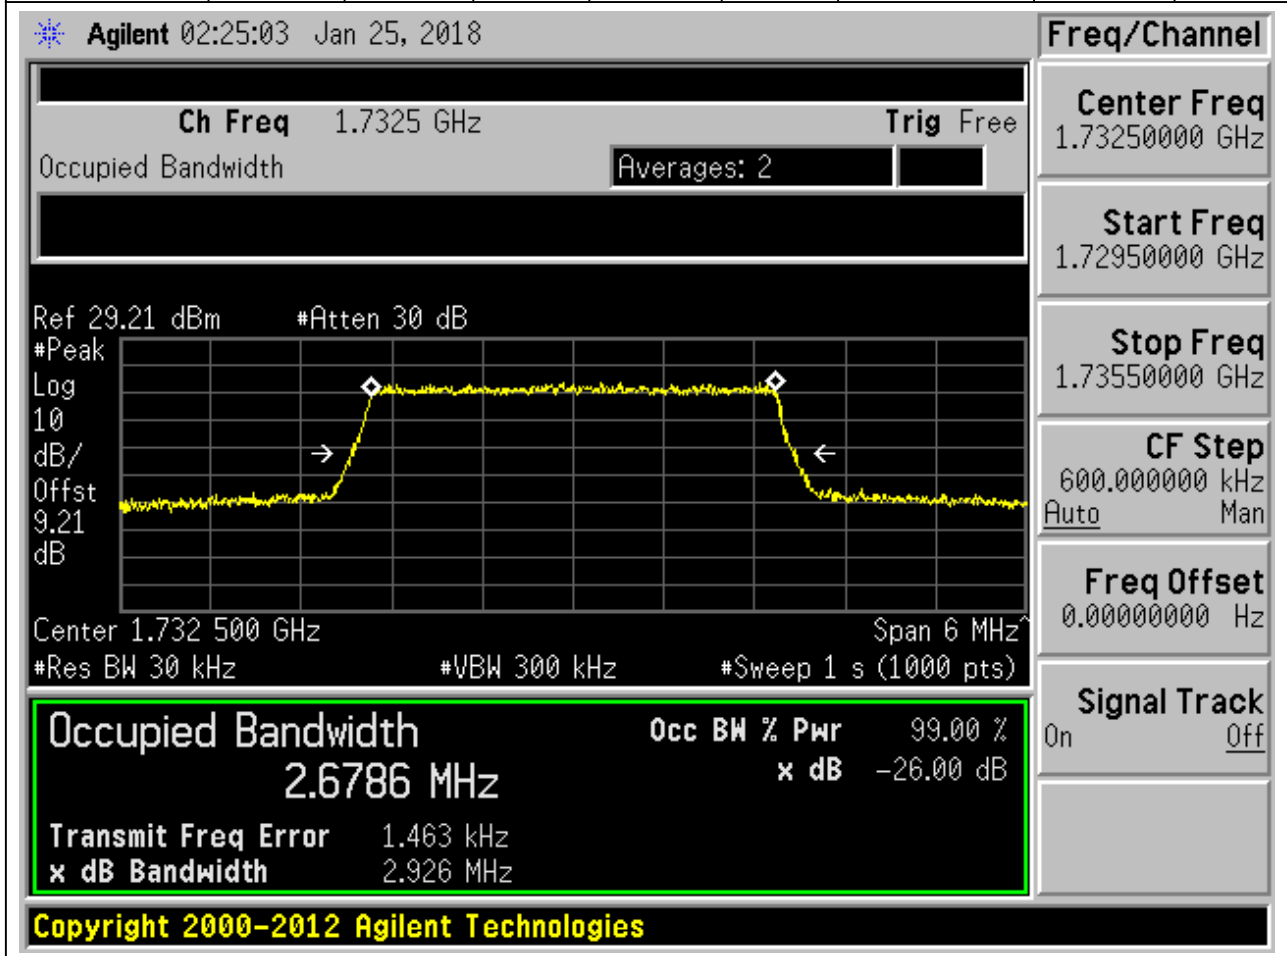 Agilent 02:25:03 Jan 25, 2018
Freq/Channel
Ch Freq 1.7325 GHz Trig Free
Occupied Bandwidth Averages: 2
Center Freq
1.73250000 GHz
Start Freq
1.72950000 GHz
Stop Freq
1.73550000 GHz
CF Step
600.000000 kHz
Auto Man
Freq Offset
0.00000000 Hz
Signal Track
On Off
Ref 29.21 dBm #Atten 30 dB
#Peak
Log
10
dB/
Offst
9.21
dB
Center 1.732 500 GHz Span 6 MHz^
#Res BW 30 kHz #VBW 300 kHz #Sweep 1 s (1000 pts)
Occupied Bandwidth Occ BW % Pwr 99.00 %
2.6786 MHz x dB -26.00 dB
Transmit Freq Error 1.463 kHz
x dB Bandwidth 2.926 MHz
Copyright 2000-2012 Agilent Technologies